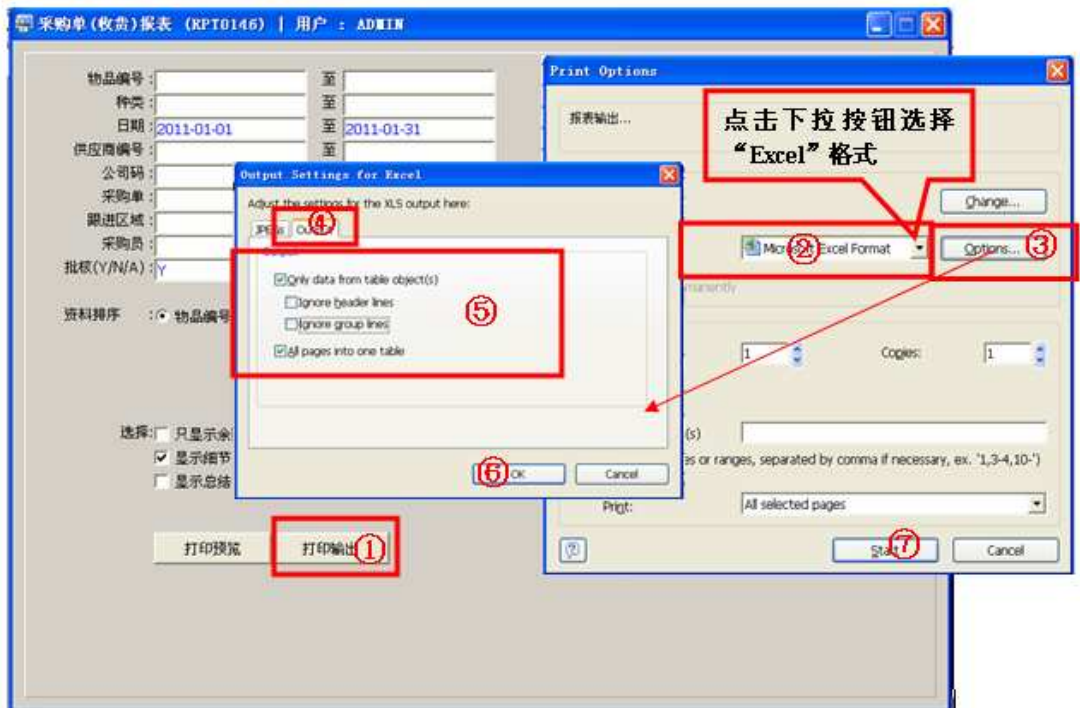 采购单(收货)报表 (RPT0146) | 用户 : ADMIN
物品编号 : 至
种类 : 至
日期 : 2011-01-01 至 2011-01-31
供应商编号 : 至
公司码 :
采购单 :
跟进区域 :
采购员 :
批核(Y/N/A) : Y
资料排序 : 物品编号
选择: 只显示余
显示细节
显示总结
打印预览 打印输出 ①
Output Settings for Excel
Adjust the settings for the XLS output here:
④
Only data from table object(s)
Ignore header lines
Ignore group lines
⑤
All pages into one table
⑥ OK Cancel
Print Options
报表输出...
点击下拉按钮选择
“Excel”格式
Change...
② Microsoft Excel Format Options... ③
1 Copies: 1
(s)
es or ranges, separated by comma if necessary, ex. '1,3-4,10-')
Print: All selected pages
Start ⑦ Cancel